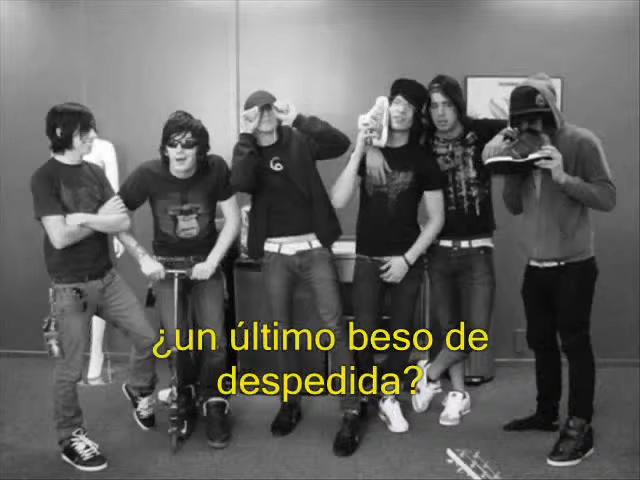 ¿un último beso de
despedida?